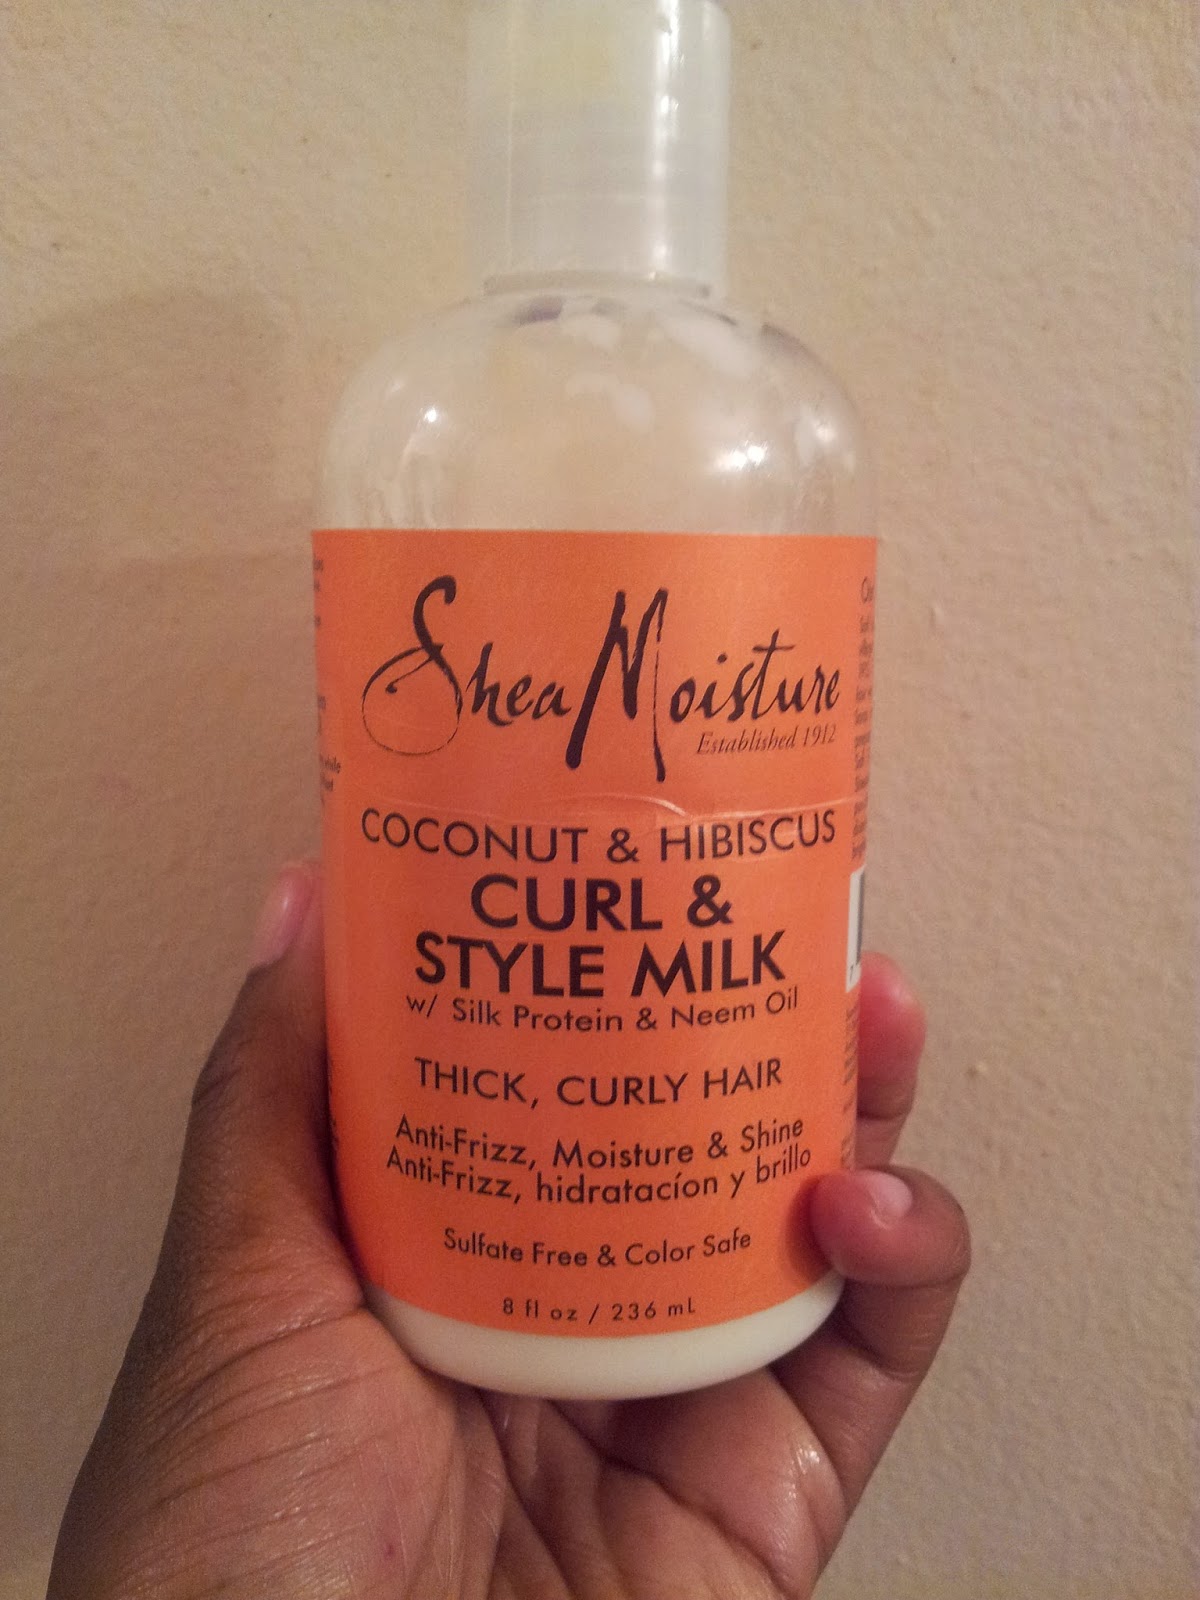 SheaMoisture
Established 1912
COCONUT & HIBISCUS
CURL &
STYLE MILK
w/ Silk Protein & Neem Oil
THICK, CURLY HAIR
Anti-Frizz, Moisture & Shine
Anti-Frizz, hidratacíon y brillo
Sulfate Free & Color Safe
8 fl oz / 236 mL